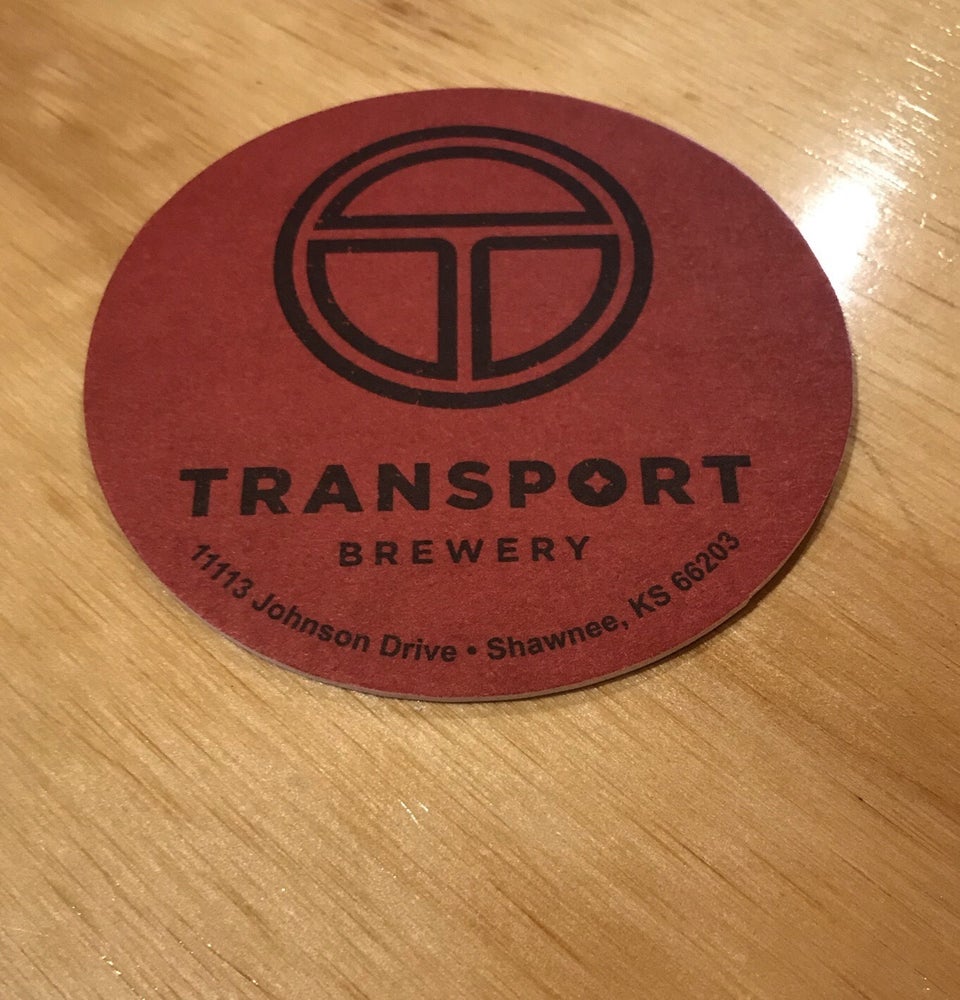 TRANSPORT
BREWERY
11113 Johnson Drive • Shawnee, KS 66203